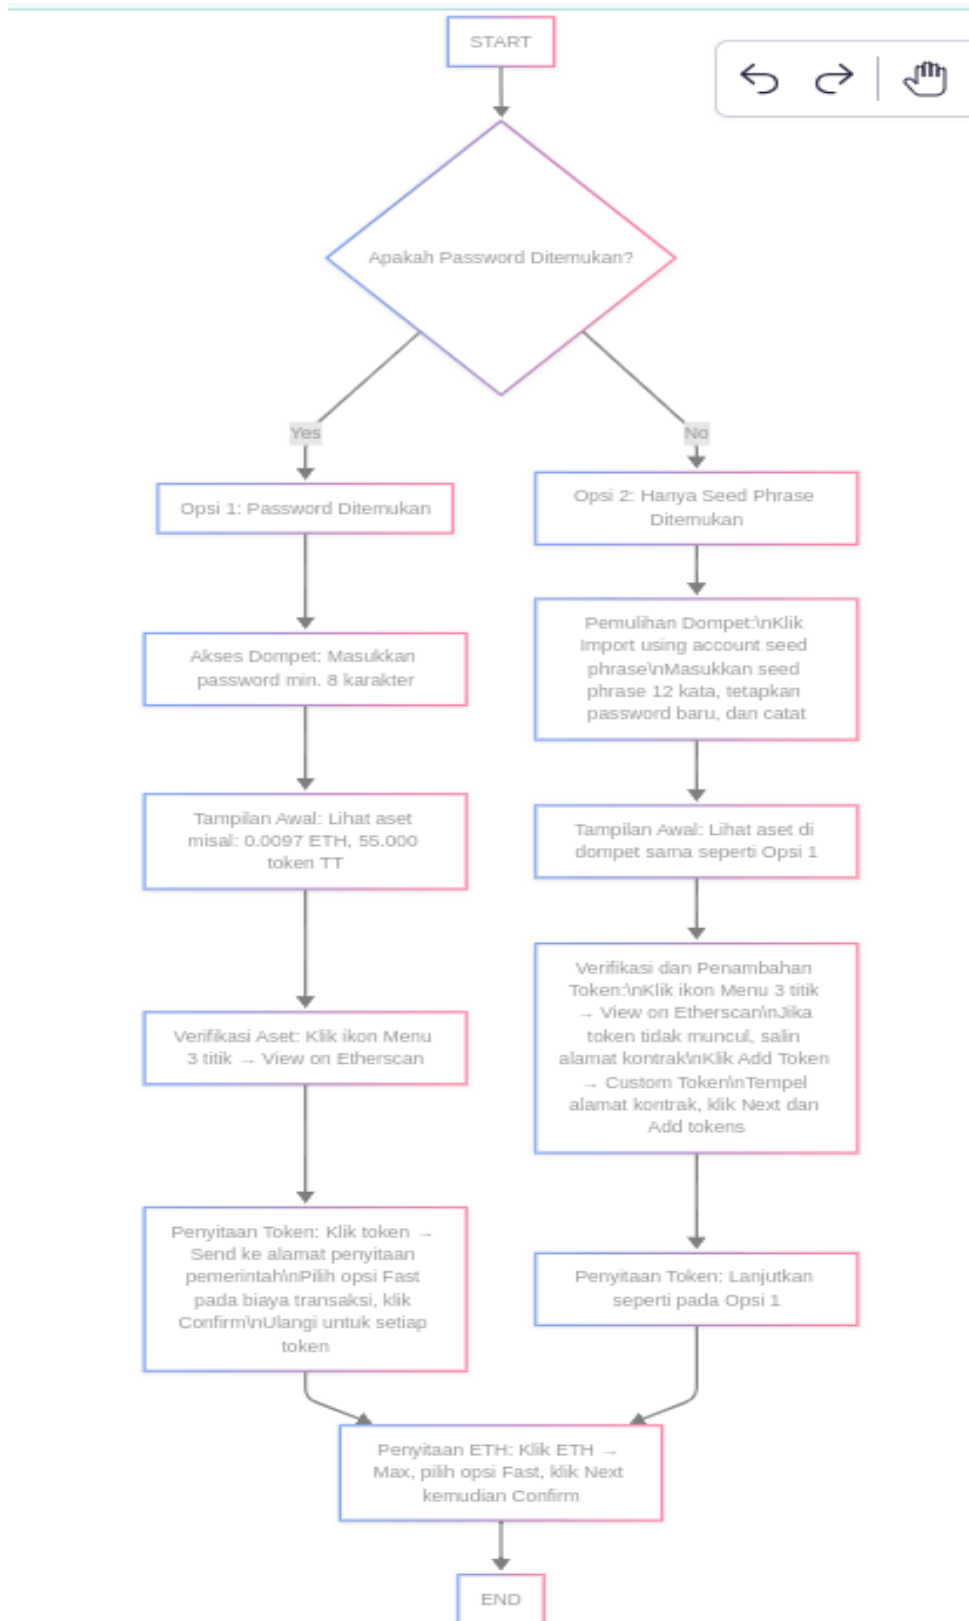 START
Apakah Password Ditemukan?
Yes
No
Opsi 1: Password Ditemukan
Opsi 2: Hanya Seed Phrase
Ditemukan
Akses Dompet: Masukkan
password min. 8 karakter
Pemulihan Dompet:\nKlik
Import using account seed
phrase\nMasukkan seed
phrase 12 kata, tetapkan
password baru, dan catat
Tampilan Awal: Lihat aset
misal: 0.0097 ETH, 55.000
token TT
Tampilan Awal: Lihat aset di
dompet sama seperti Opsi 1
Verifikasi Aset: Klik ikon Menu
3 titik → View on Etherscan
Verifikasi dan Penambahan
Token:\nKlik ikon Menu 3 titik
→ View on Etherscan\nJika
token tidak muncul, salin
alamat kontrak\nKlik Add Token
→ Custom Token\nTempel
alamat kontrak, klik Next dan
Add tokens
Penyitaan Token: Klik token →
Send ke alamat penyitaan
pemerintah\nPilih opsi Fast
pada biaya transaksi, klik
Confirm\nUlangi untuk setiap
token
Penyitaan Token: Lanjutkan
seperti pada Opsi 1
Penyitaan ETH: Klik ETH →
Max, pilih opsi Fast, klik Next
kemudian Confirm
END